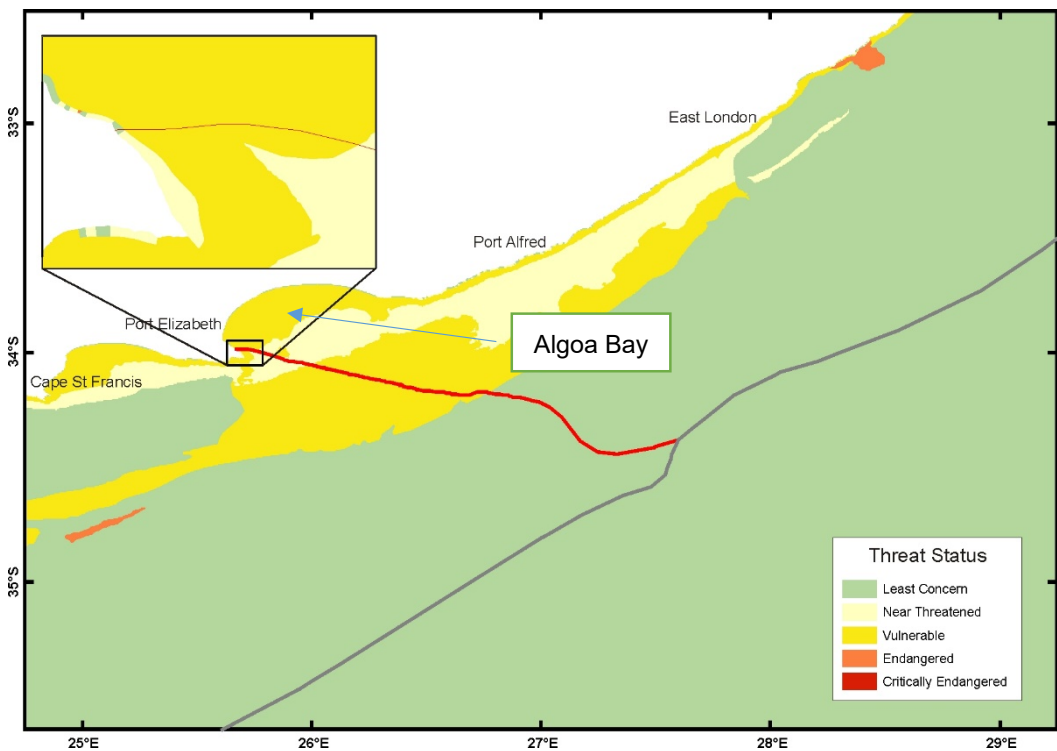 33°S
East London
Port Alfred
Port Elizabeth
Algoa Bay
34°S
Cape St Francis
35°S
Threat Status
Least Concern
Near Threatened
Vulnerable
Endangered
Critically Endangered
25°E
26°E
27°E
28°E
29°E